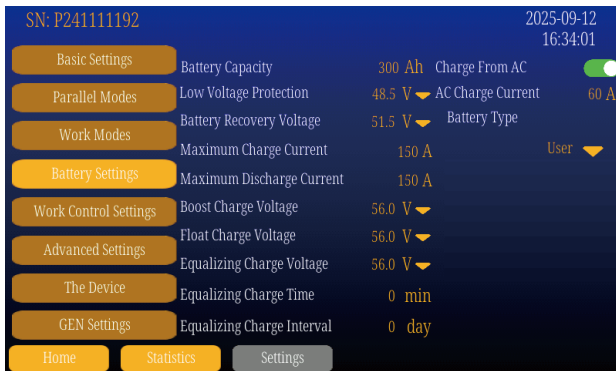 SN: P241111192
2025-09-12
16:34:01
Basic Settings
Parallel Modes
Work Modes
Battery Settings
Work Control Settings
Advanced Settings
The Device
GEN Settings
Battery Capacity 300 Ah Charge From AC
Low Voltage Protection 48.5 V AC Charge Current 60 A
Battery Recovery Voltage 51.5 V Battery Type
Maximum Charge Current 150 A User
Maximum Discharge Current 150 A
Boost Charge Voltage 56.0 V
Float Charge Voltage 56.0 V
Equalizing Charge Voltage 56.0 V
Equalizing Charge Time 0 min
Equalizing Charge Interval 0 day
Home Statistics Settings